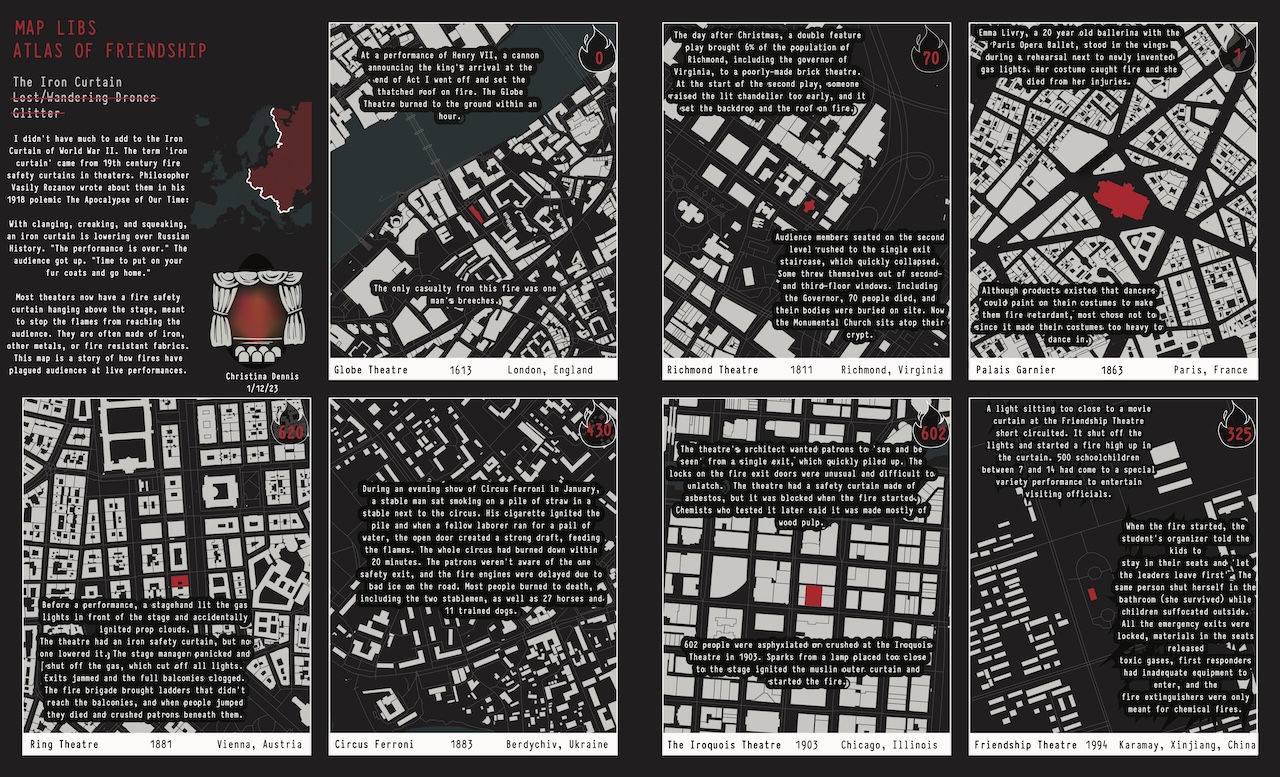 MAP LIBS
ATLAS OF FRIENDSHIP
The Iron Curtain
Lost/Wandering Drones
Glitter
I didn't have much to add to the Iron
Curtain of World War II. The term 'iron
curtain' came from 19th century fire
safety curtains in theaters. Philosopher
Vasily Rozanov wrote about them in his
1918 polemic The Apocalypse of Our Time:
With clanging, creaking, and squeaking,
an iron curtain is lowering over Russian
History. "The performance is over." The
audience got up. "Time to put on your
fur coats and go home."
Most theaters now have a fire safety
curtain hanging above the stage, meant
to stop the flames from reaching the
audience. They are often made of iron,
other metals, or fire resistant fabrics.
This map is a story of how fires have
plagued audiences at live performances.
Christina Dennis
1/12/23
0
At a performance of Henry VII, a cannon
announcing the king's arrival at the
end of Act I went off and set the
thatched roof on fire. The Globe
Theatre burned to the ground within an
hour.
The only casualty from this fire was one
man's breeches.
Globe Theatre 1613 London, England
70
The day after Christmas, a double feature
play brought 6% of the population of
Richmond, including the governor of
Virginia, to a poorly-made brick theatre.
At the start of the second play, someone
raised the lit chandelier too early, and it
set the backdrop and the roof on fire.
Audience members seated on the second
level rushed to the single exit
staircase, which quickly collapsed.
Some threw themselves out of second-
and third-floor windows. Including
the Governor, 70 people died, and
their bodies were buried on site. Now
the Monumental Church sits atop their
crypt.
Richmond Theatre 1811 Richmond, Virginia
1
Emma Livry, a 20 year old ballerina with the
Paris Opera Ballet, stood in the wings
during a rehearsal next to newly invented
gas lights. Her costume caught fire and she
died from her injuries.
Although products existed that dancers
could paint on their costumes to make
them fire retardant, most chose not to
since it made their costumes too heavy to
dance in.
Palais Garnier 1863 Paris, France
620
Before a performance, a stagehand lit the gas
lights in front of the stage and accidentally
ignited prop clouds.
The theatre had an iron safety curtain, but no
one lowered it. The stage manager panicked and
shut off the gas, which cut off all lights.
Exits jammed and the full balconies clogged.
The fire brigade brought ladders that didn't
reach the balconies, and when people jumped
they died and crushed patrons beneath them.
Ring Theatre 1881 Vienna, Austria
430
During an evening show of Circus Ferroni in January,
a stable man sat smoking on a pile of straw in a
stable next to the circus. His cigarette ignited the
pile and when a fellow laborer ran for a pail of
water, the open door created a strong draft, feeding
the flames. The whole circus had burned down within
20 minutes. The patrons weren't aware of the one
safety exit, and the fire engines were delayed due to
bad ice on the road. Most people burned to death,
including the two stablemen, as well as 27 horses and
11 trained dogs.
Circus Ferroni 1883 Berdychiv, Ukraine
602
The theatre's architect wanted patrons to 'see and be
seen' from a single exit, which quickly piled up. The
locks on the fire exit doors were unusual and difficult to
unlatch. The theatre had a safety curtain made of
asbestos, but it was blocked when the fire started.
Chemists who tested it later said it was made mostly of
wood pulp.
602 people were asphyxiated or crushed at the Iroquois
Theatre in 1903. Sparks from a lamp placed too close
to the stage ignited the muslin outer curtain and
started the fire.
The Iroquois Theatre 1903 Chicago, Illinois
325
A light sitting too close to a movie
curtain at the Friendship Theatre
short circuited. It shut off the
lights and started a fire high up in
the curtain. 500 schoolchildren
between 7 and 14 had come to a special
variety performance to entertain
visiting officials.
When the fire started, the
student's organizer told the
kids to
stay in their seats and 'let
the leaders leave first'. The
same person shut herself in the
bathroom (she survived) while
children suffocated outside.
All the emergency exits were
locked, materials in the seats
released
toxic gases, first responders
had inadequate equipment to
enter, and the
fire extinguishers were only
meant for chemical fires.
Friendship Theatre 1994 Karamay, Xinjiang, China